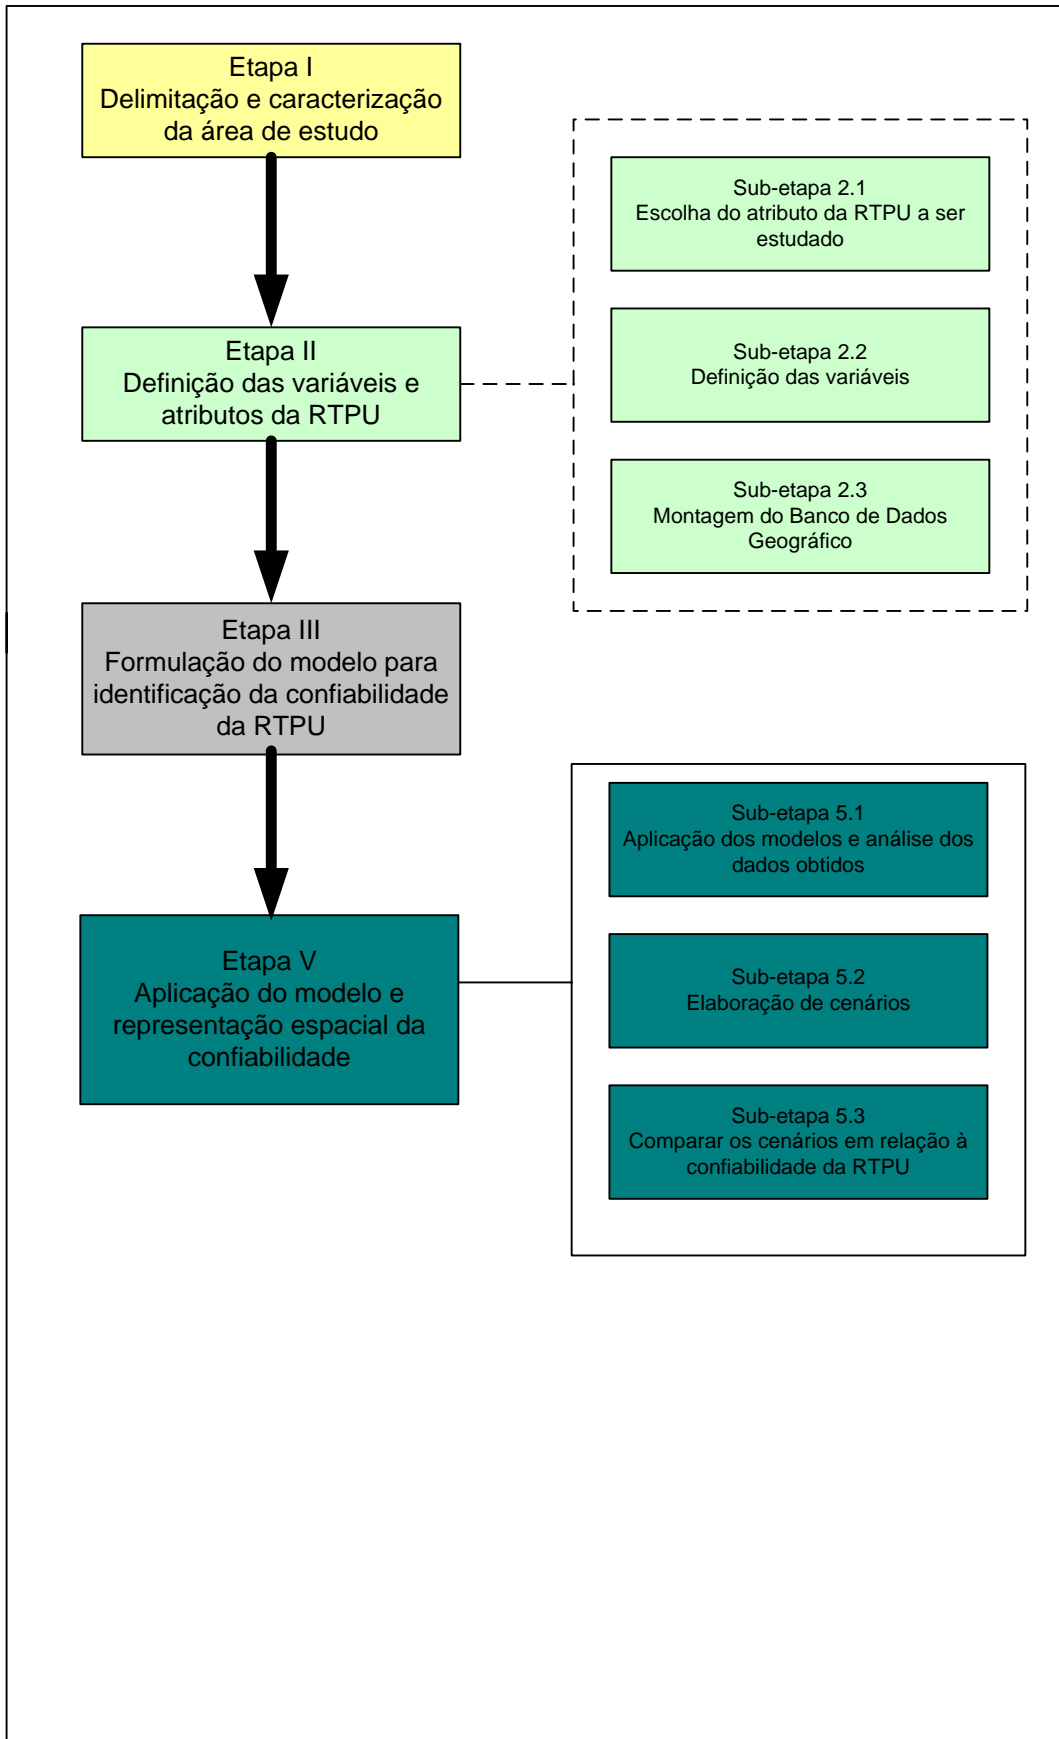 Etapa I
Delimitação e caracterização
da área de estudo
Etapa II
Definição das variáveis e
atributos da RTPU
Sub-etapa 2.1
Escolha do atributo da RTPU a ser
estudado
Sub-etapa 2.2
Definição das variáveis
Sub-etapa 2.3
Montagem do Banco de Dados
Geográfico
Etapa III
Formulação do modelo para
identificação da confiabilidade
da RTPU
Etapa V
Aplicação do modelo e
representação espacial da
confiabilidade
Sub-etapa 5.1
Aplicação dos modelos e análise dos
dados obtidos
Sub-etapa 5.2
Elaboração de cenários
Sub-etapa 5.3
Comparar os cenários em relação à
confiabilidade da RTPU